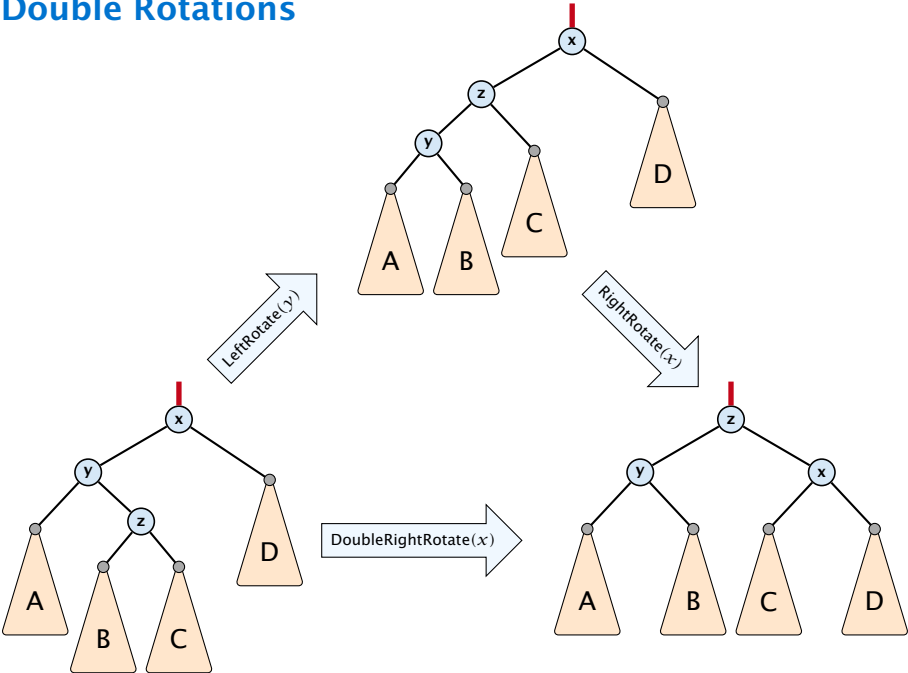 Double Rotations
x
z
y
D
C
A
B
LeftRotate(y)
RightRotate(x)
x
y
z
D
A
B
C
DoubleRightRotate(x)
z
y
x
A
B
C
D